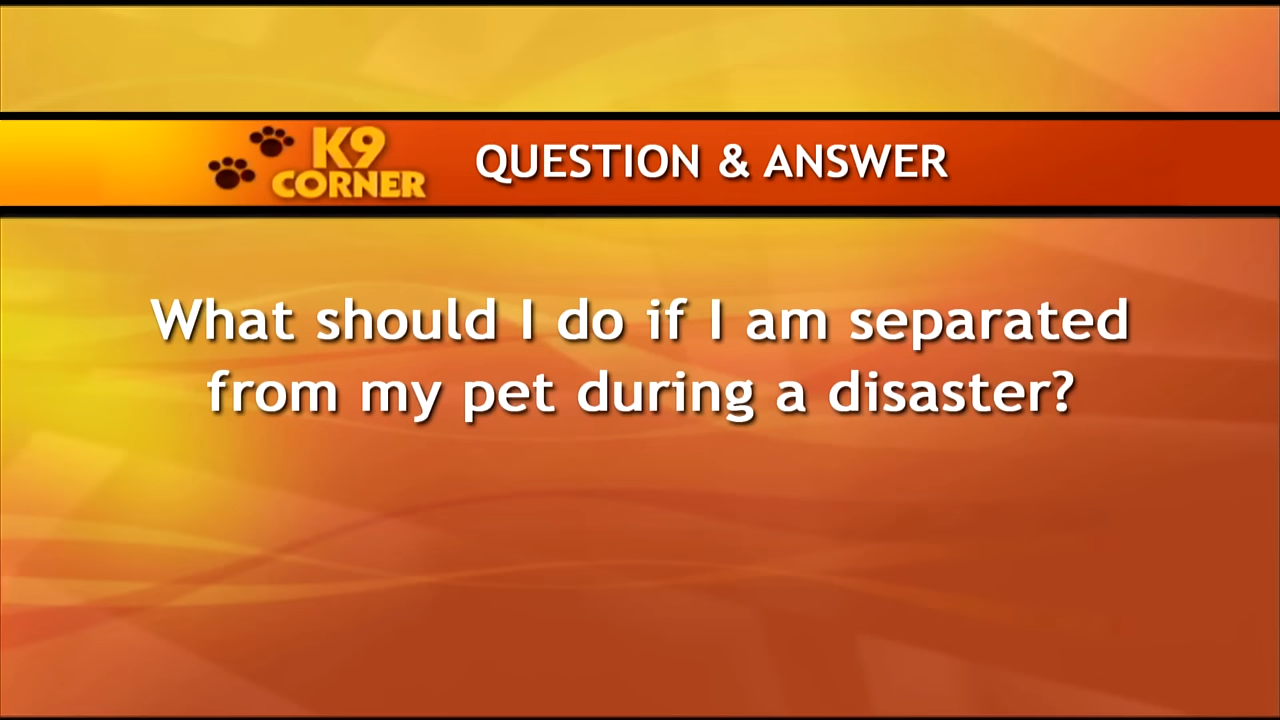 K9
CORNER
QUESTION & ANSWER
What should I do if I am separated
from my pet during a disaster?